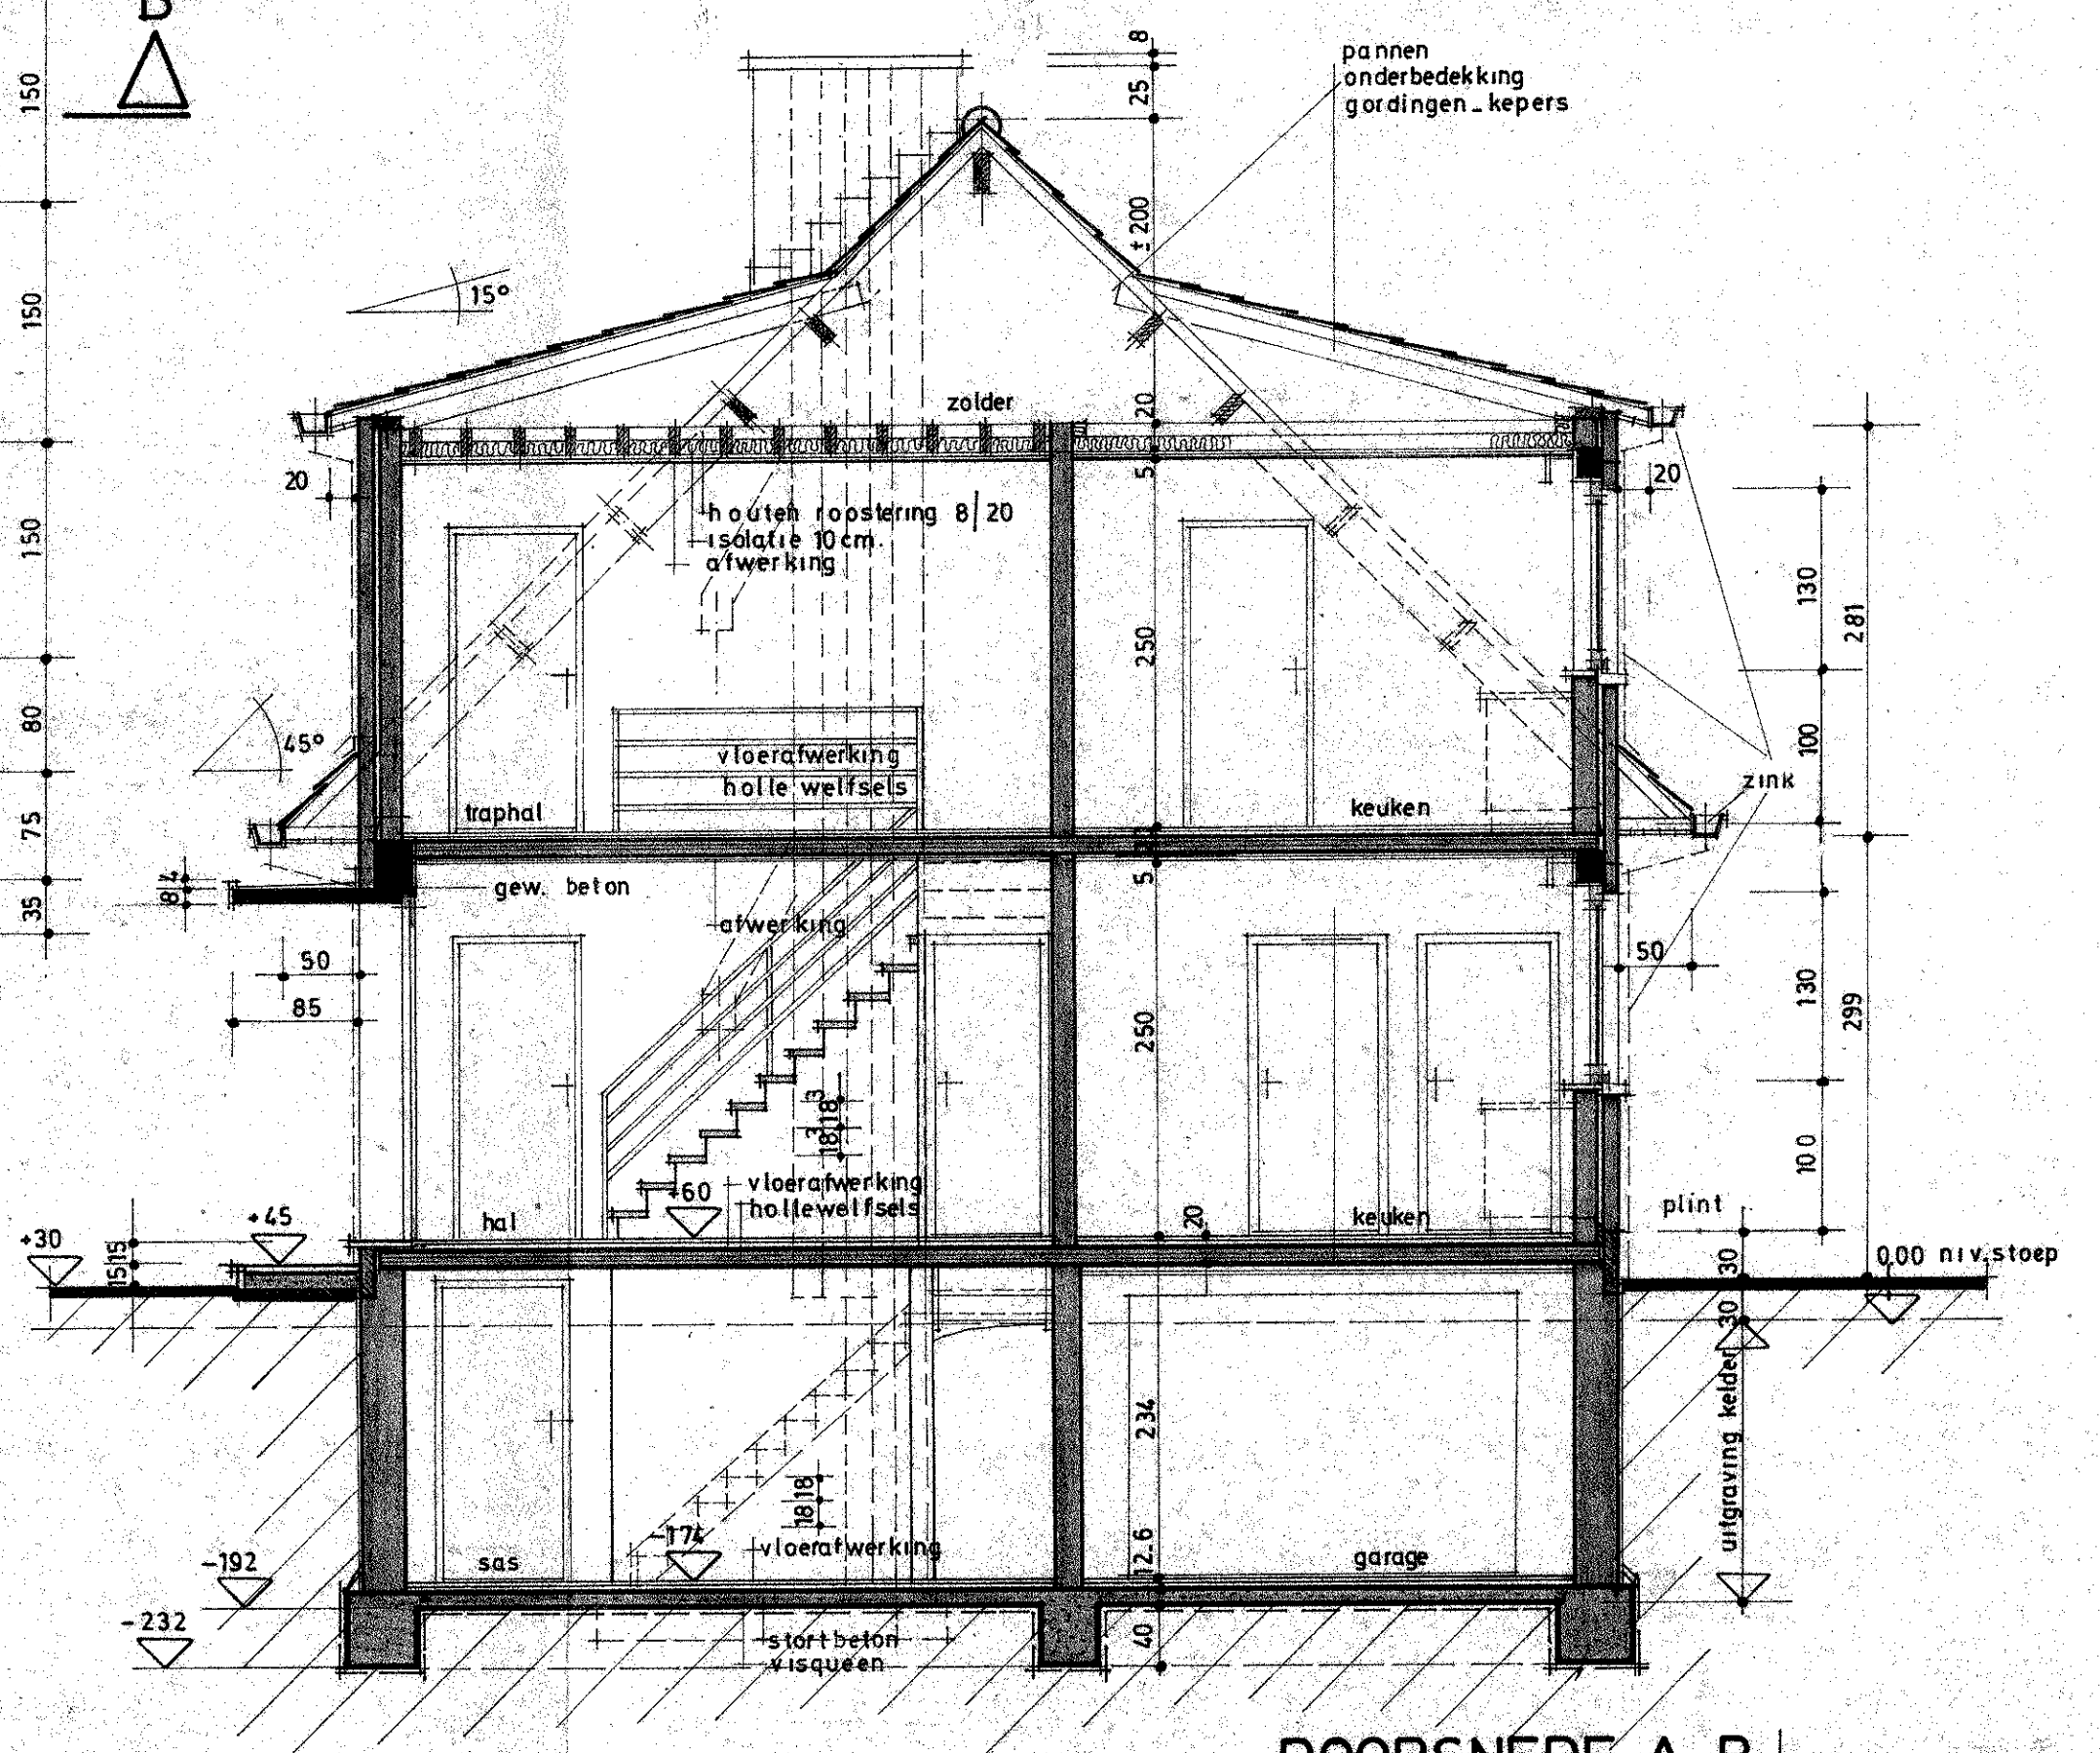 B
8
150
25
pannen
onderbedekking
gordingen_kepers
± 200
150
15°
zolder
20
20
5
20
houten roostering 8/20
isolatie 10cm.
afwerking
150
130
281
250
80
45°
100
vloerafwerking
holle welfsels
zink
traphal
keuken
75
5
gew. beton
8
35
afwerking
50
50
85
130
299
250
3
18 18
3
18
100
vloerafwerking
hollewelfsels
+60
plint
hal
keuken
20
+45
+30
15 15
0.00 niv.stoep
30
30
234
uitgraving kelder
18 18
-174
vloerafwerking
12.6
-192
sas
garage
-232
40
stortbeton
visqueen
DOORSNEDE A_B